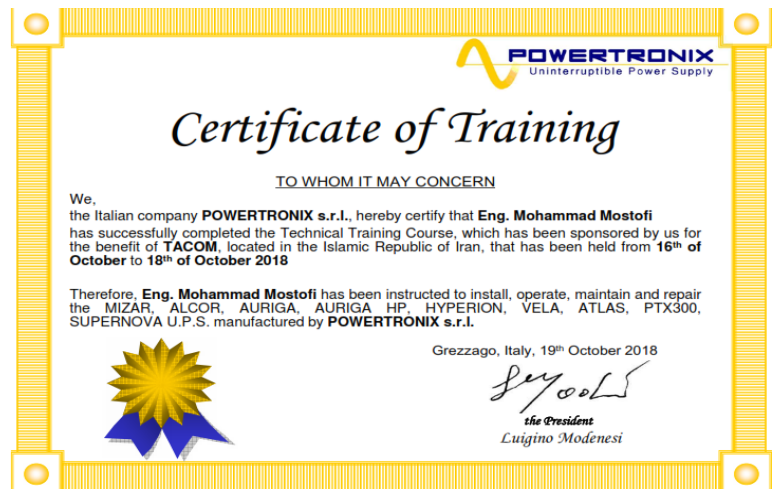 POWERTRONIX
Uninterruptible Power Supply
Certificate of Training
TO WHOM IT MAY CONCERN
We,
the Italian company POWERTRONIX s.r.l., hereby certify that Eng. Mohammad Mostofi
has successfully completed the Technical Training Course, which has been sponsored by us for
the benefit of TACOM, located in the Islamic Republic of Iran, that has been held from 16th of
October to 18th of October 2018
Therefore, Eng. Mohammad Mostofi has been instructed to install, operate, maintain and repair
the MIZAR, ALCOR, AURIGA, AURIGA HP, HYPERION, VELA, ATLAS, PTX300,
SUPERNOVA U.P.S. manufactured by POWERTRONIX s.r.l.
Grezzago, Italy, 19th October 2018
the President
Luigino Modenesi